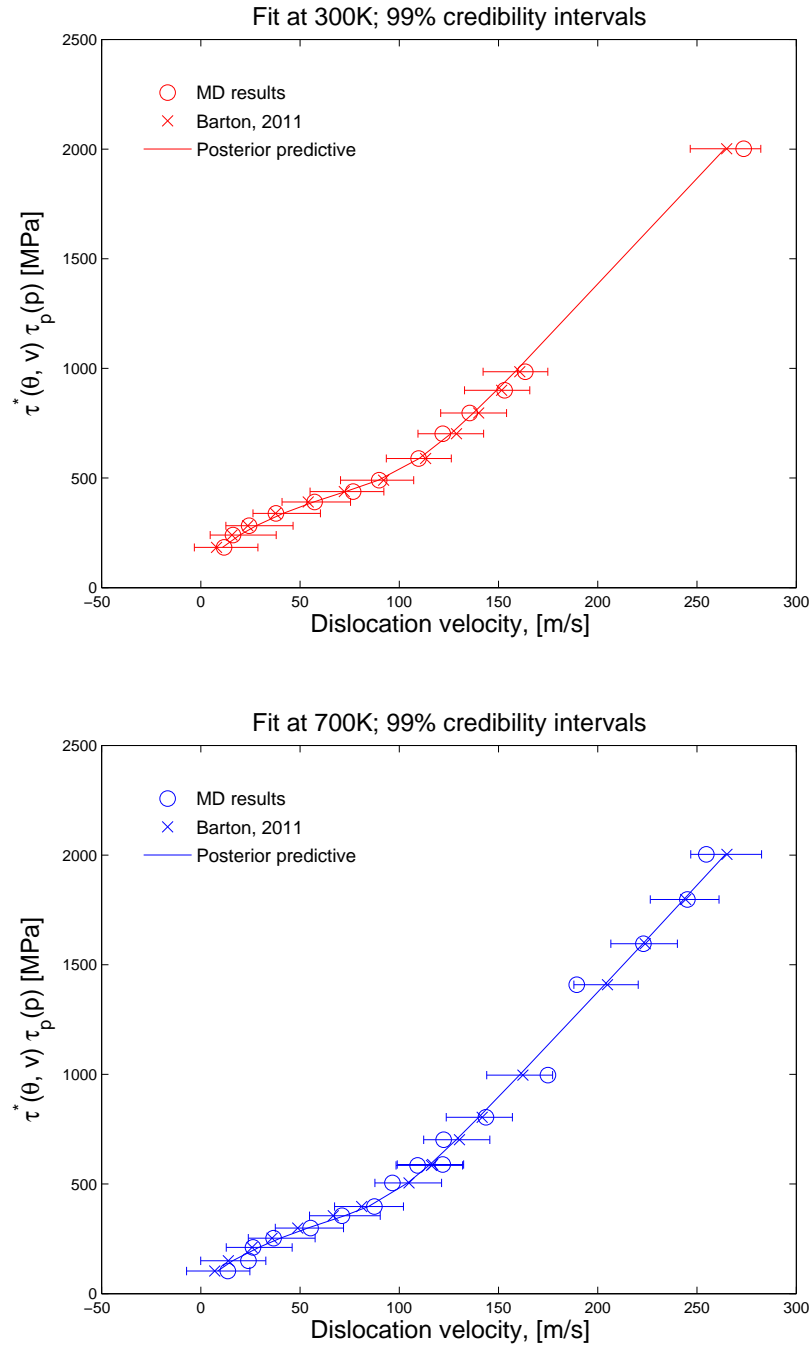 Fit at 300K; 99% credibility intervals
2500
2000
1500
1000
500
0
MD results
Barton, 2011
Posterior predictive
τ*(θ, v) τp(p) [MPa]
−50 0 50 100 150 200 250 300
Dislocation velocity, [m/s]
Fit at 700K; 99% credibility intervals
2500
2000
1500
1000
500
0
MD results
Barton, 2011
Posterior predictive
τ*(θ, v) τp(p) [MPa]
−50 0 50 100 150 200 250 300
Dislocation velocity, [m/s]